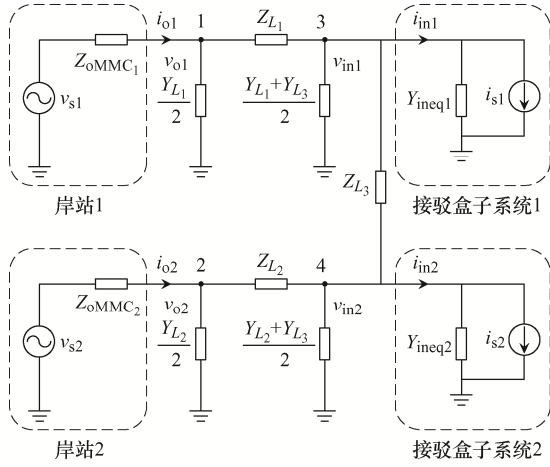 i_o1 1 Z_L1 3 i_in1
Z_oMMC1 v_o1 v_in1
v_s1 Y_L1/2 (Y_L1+Y_L3)/2 Y_ineq1 i_s1
岸站1 Z_L3 接驳盒子系统1
i_o2 2 Z_L2 4 i_in2
Z_oMMC2 v_o2 v_in2
v_s2 Y_L2/2 (Y_L2+Y_L3)/2 Y_ineq2 i_s2
岸站2 接驳盒子系统2